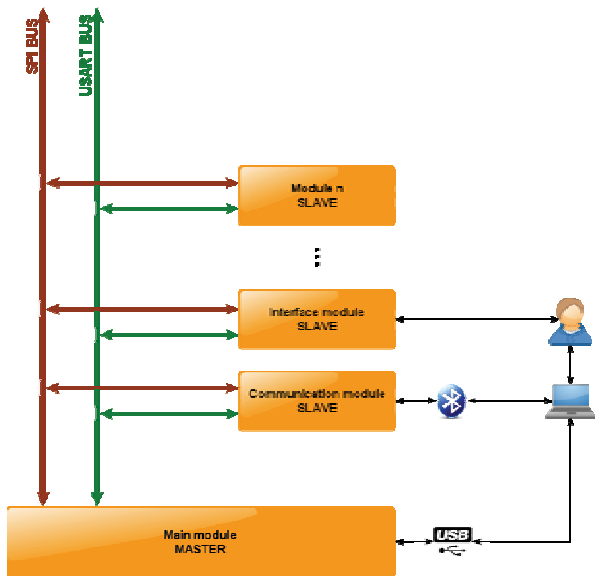 SPI BUS
USART BUS
Module n
SLAVE
Interface module
SLAVE
Communication module
SLAVE
Main module
MASTER
USB